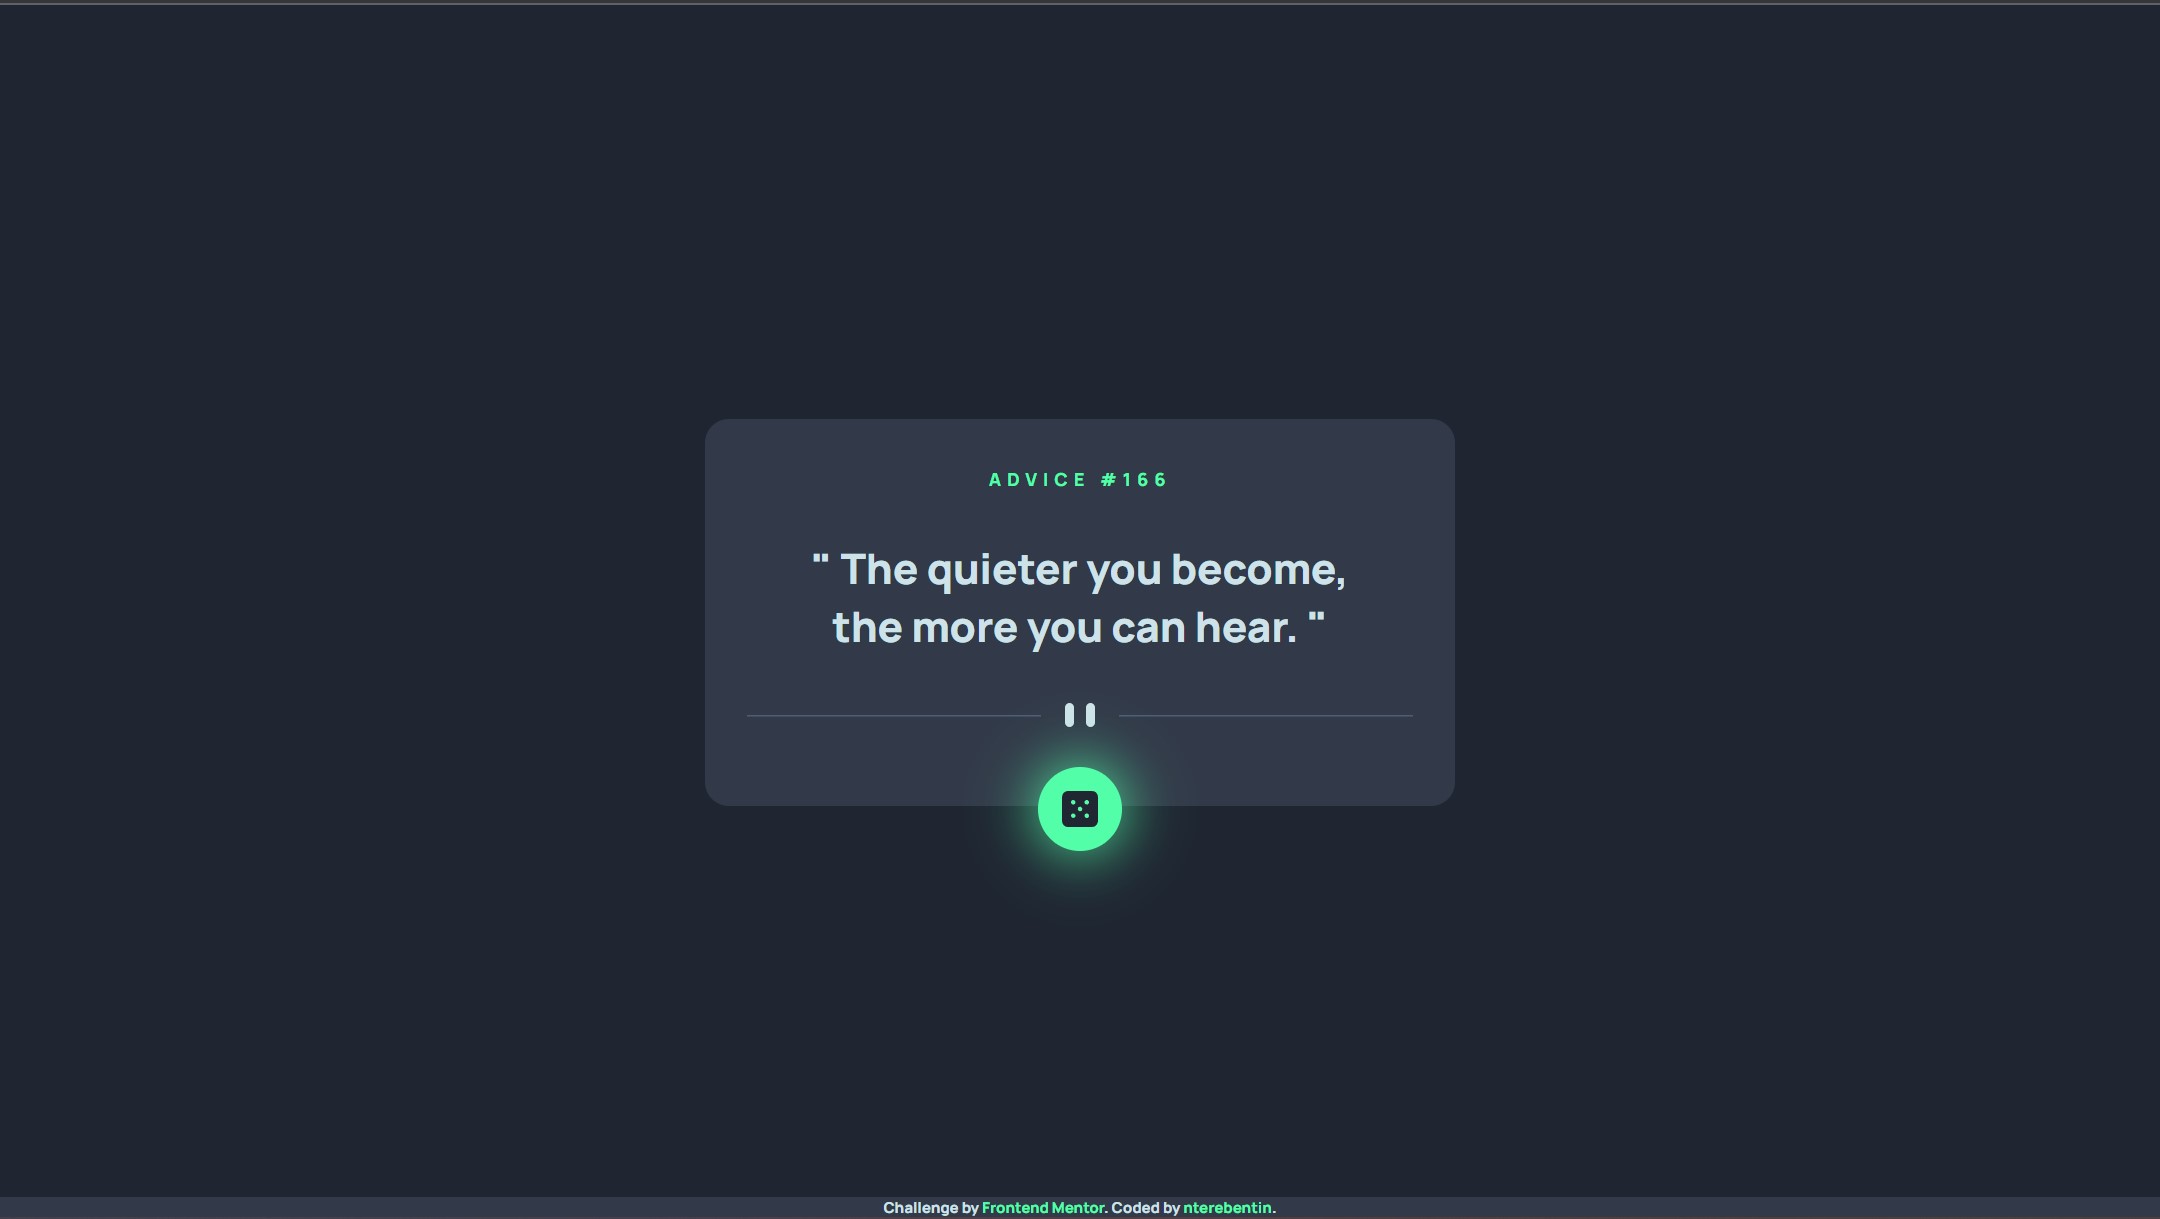 ADVICE #166
" The quieter you become,
the more you can hear. "
Challenge by Frontend Mentor. Coded by nterebentin.